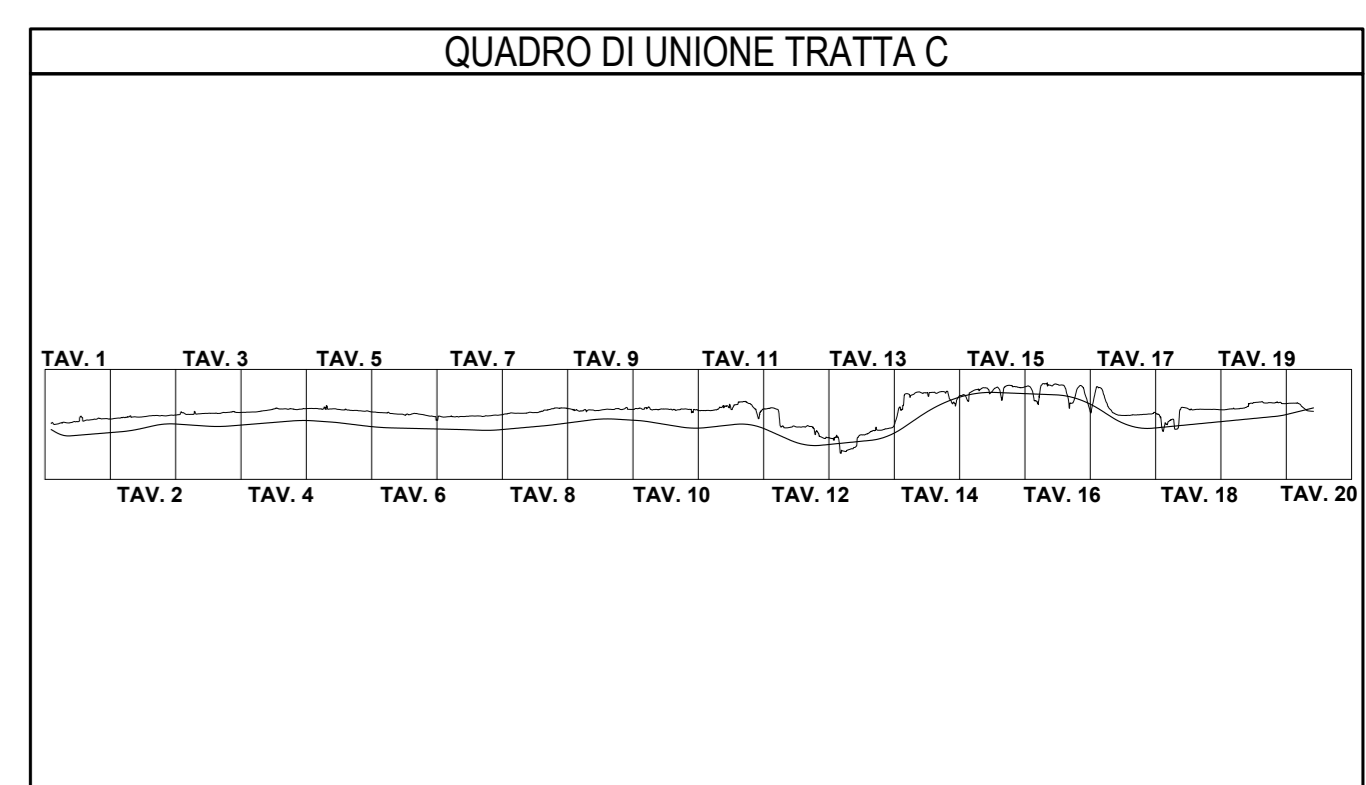 QUADRO DI UNIONE TRATTA C
TAV. 1 TAV. 3 TAV. 5 TAV. 7 TAV. 9 TAV. 11 TAV. 13 TAV. 15 TAV. 17 TAV. 19
TAV. 2 TAV. 4 TAV. 6 TAV. 8 TAV. 10 TAV. 12 TAV. 14 TAV. 16 TAV. 18 TAV. 20